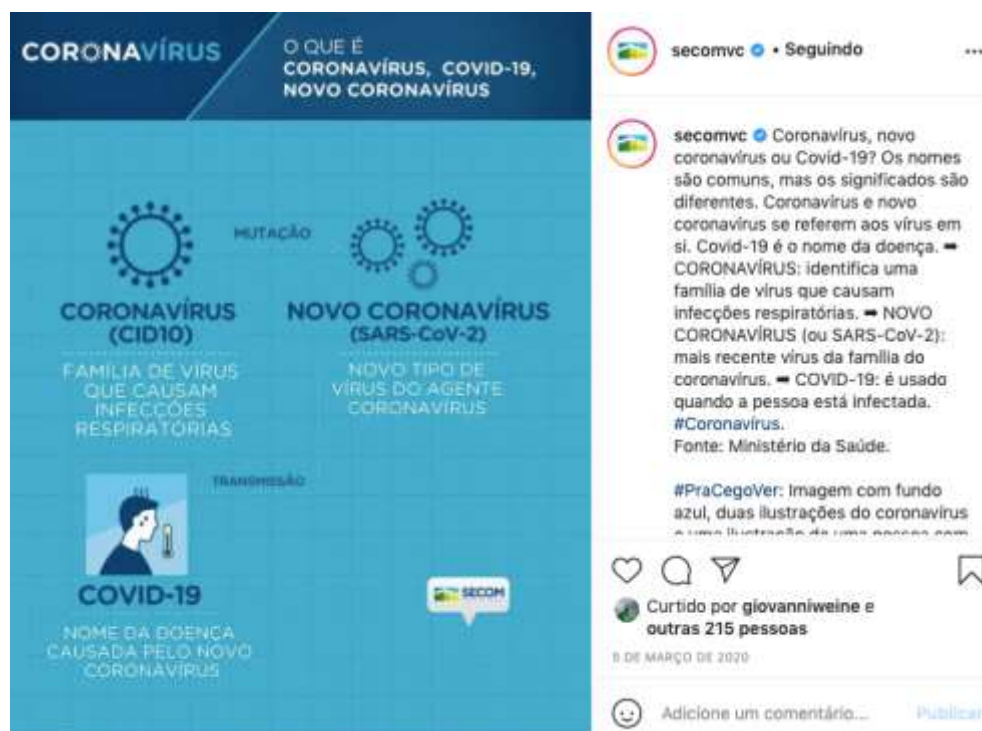 CORONAVÍRUS
O QUE É
CORONAVÍRUS, COVID-19,
NOVO CORONAVÍRUS
MUTAÇÃO
CORONAVÍRUS
(CID10)
FAMÍLIA DE VÍRUS
QUE CAUSAM
INFECÇÕES
RESPIRATÓRIAS
NOVO CORONAVÍRUS
(SARS-CoV-2)
NOVO TIPO DE
VÍRUS DO AGENTE
CORONAVÍRUS
TRANSMISSÃO
COVID-19
NOME DA DOENÇA
CAUSADA PELO NOVO
CORONAVÍRUS
SECOM
secomvc • Seguindo
secomvc Coronavírus, novo
coronavírus ou Covid-19? Os nomes
são comuns, mas os significados são
diferentes. Coronavírus e novo
coronavírus se referem aos vírus em
si. Covid-19 é o nome da doença. ➡
CORONAVÍRUS: identifica uma
família de vírus que causam
infecções respiratórias. ➡ NOVO
CORONAVÍRUS (ou SARS-CoV-2):
mais recente vírus da família do
coronavírus. ➡ COVID-19: é usado
quando a pessoa está infectada.
#Coronavírus.
Fonte: Ministério da Saúde.
#PraCegoVer: Imagem com fundo
azul, duas ilustrações do coronavírus
e uma ilustração de uma pessoa com
Curtido por giovanniweine e
outras 215 pessoas
DE MARÇO DE 2020
Adicione um comentário...
Publicar